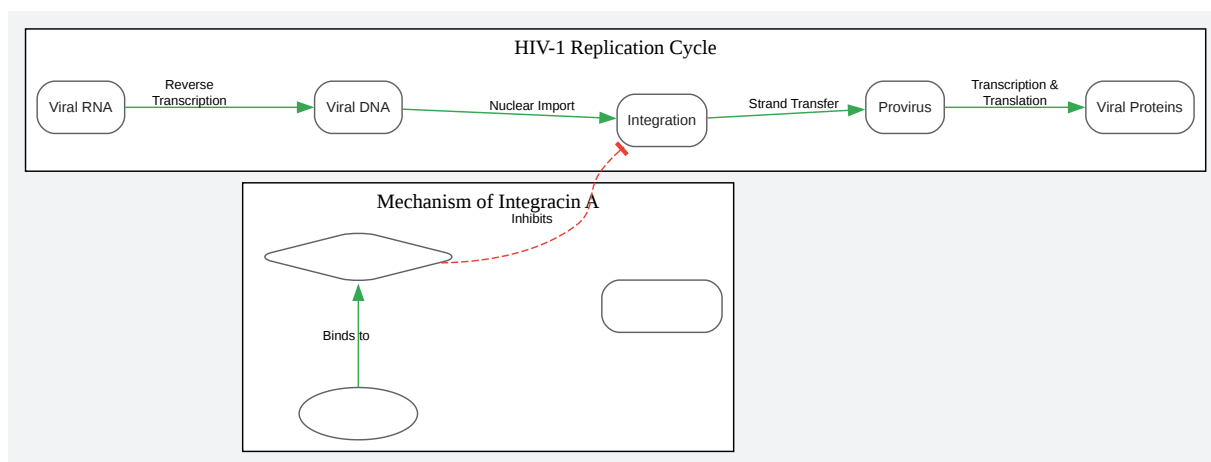 HIV-1 Replication Cycle
Reverse
Transcription
Nuclear Import
Strand Transfer
Transcription &
Translation
Viral RNA
Viral DNA
Integration
Provirus
Viral Proteins
Mechanism of Integracin A
Inhibits
Binds to